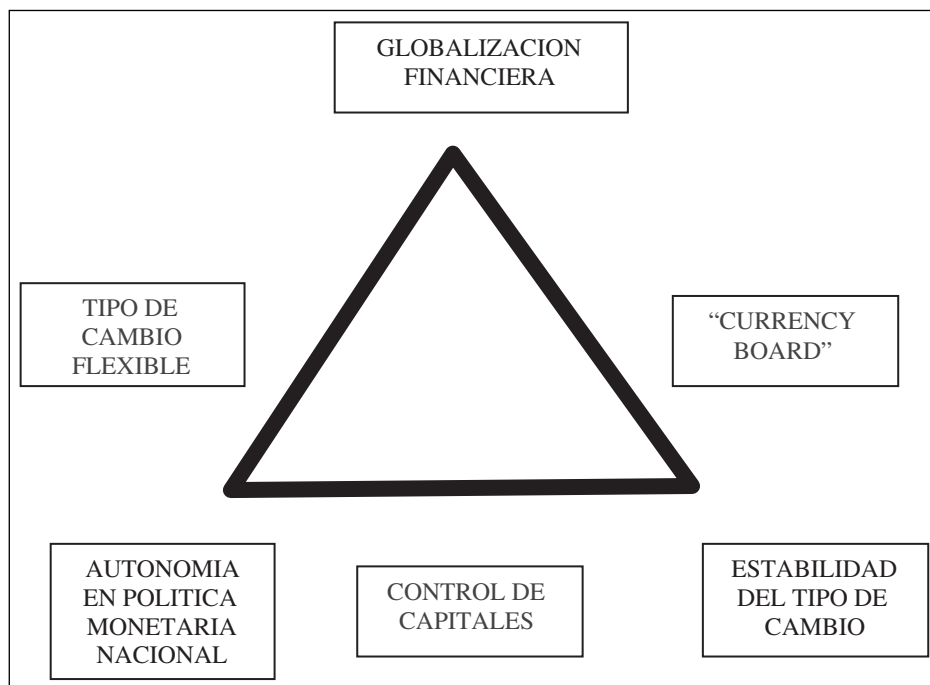 GLOBALIZACION
FINANCIERA
TIPO DE
CAMBIO
FLEXIBLE
“CURRENCY
BOARD”
AUTONOMIA
EN POLITICA
MONETARIA
NACIONAL
CONTROL DE
CAPITALES
ESTABILIDAD
DEL TIPO DE
CAMBIO